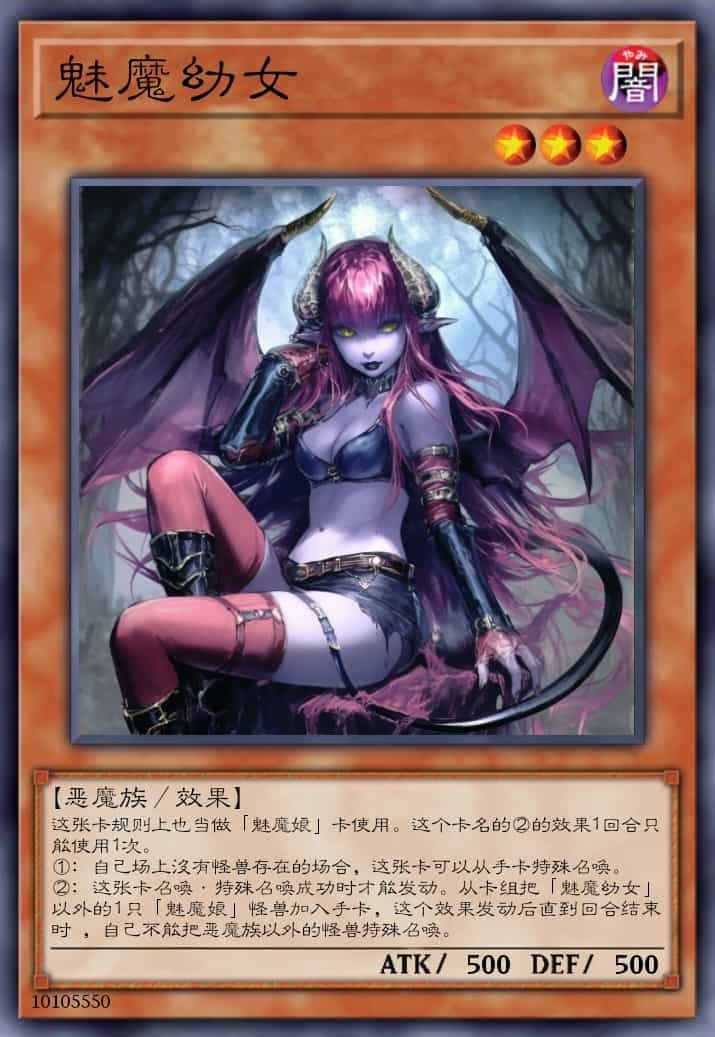 魅魔幼女
やみ
闇
【恶魔族／效果】
这张卡规则上也当做「魅魔娘」卡使用。这个卡名的②的效果1回合只
能使用1次。
①：自己场上没有怪兽存在的场合，这张卡可以从手卡特殊召唤。
②：这张卡召唤·特殊召唤成功时才能发动。从卡组把「魅魔幼女」
以外的1只「魅魔娘」怪兽加入手卡，这个效果发动后直到回合结束
时 ，自己不能把恶魔族以外的怪兽特殊召唤。
ATK/ 500 DEF/ 500
10105550